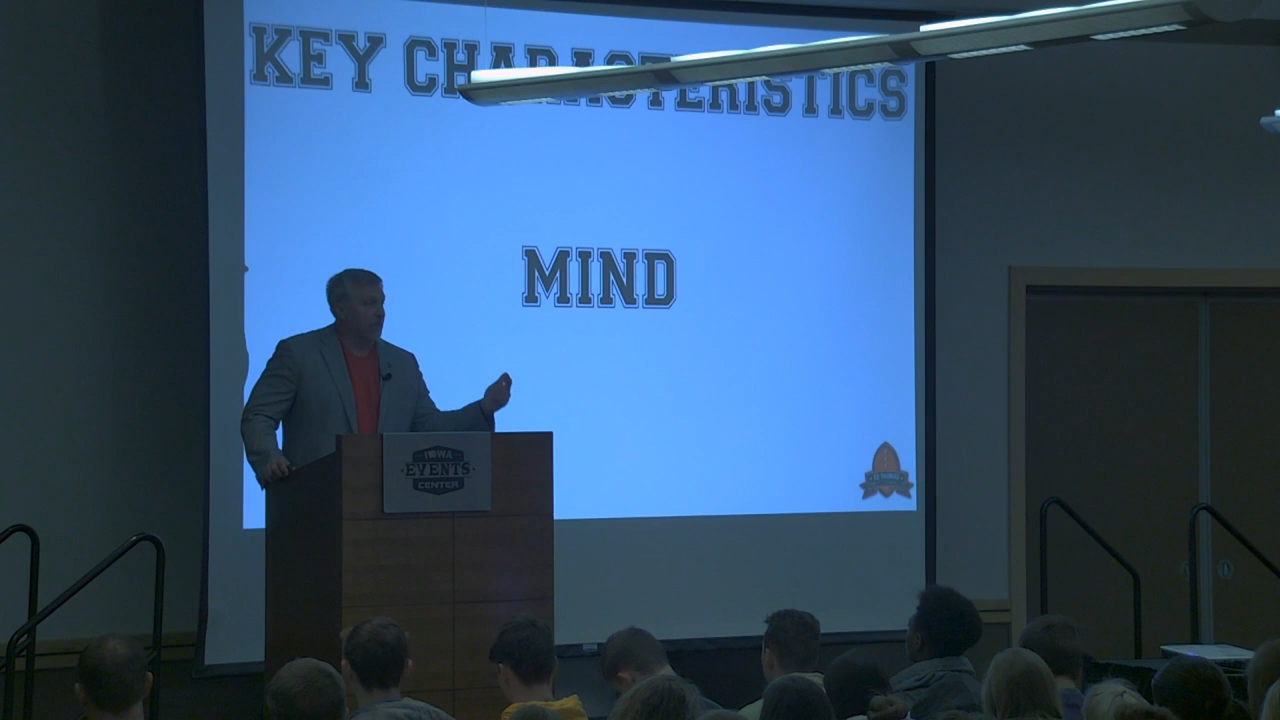 KEY CHARACTERISTICS
MIND
IOWA
EVENTS
CENTER